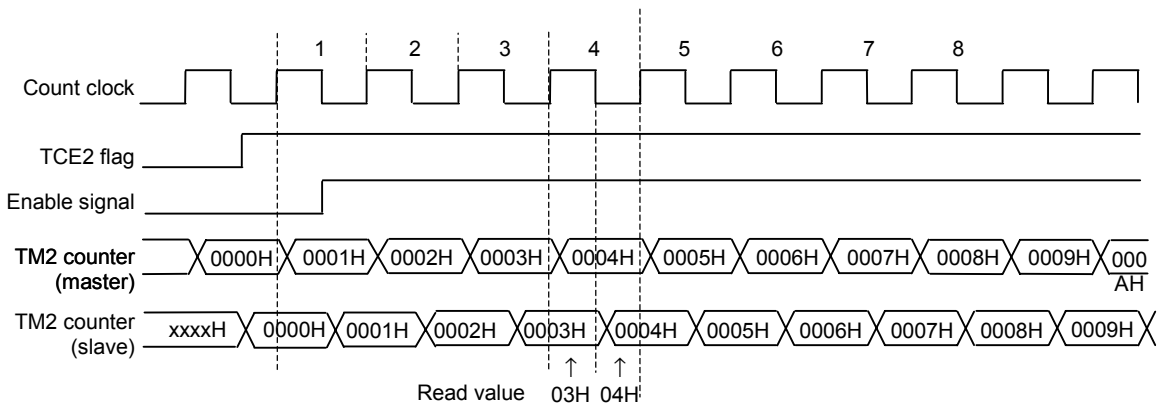 1 2 3 4 5 6 7 8
Count clock
TCE2 flag
Enable signal
TM2 counter (master)
0000H 0001H 0002H 0003H 0004H 0005H 0006H 0007H 0008H 0009H 000AH
TM2 counter (slave)
xxxxH 0000H 0001H 0002H 0003H 0004H 0005H 0006H 0007H 0008H 0009H
↑ ↑
Read value 03H 04H